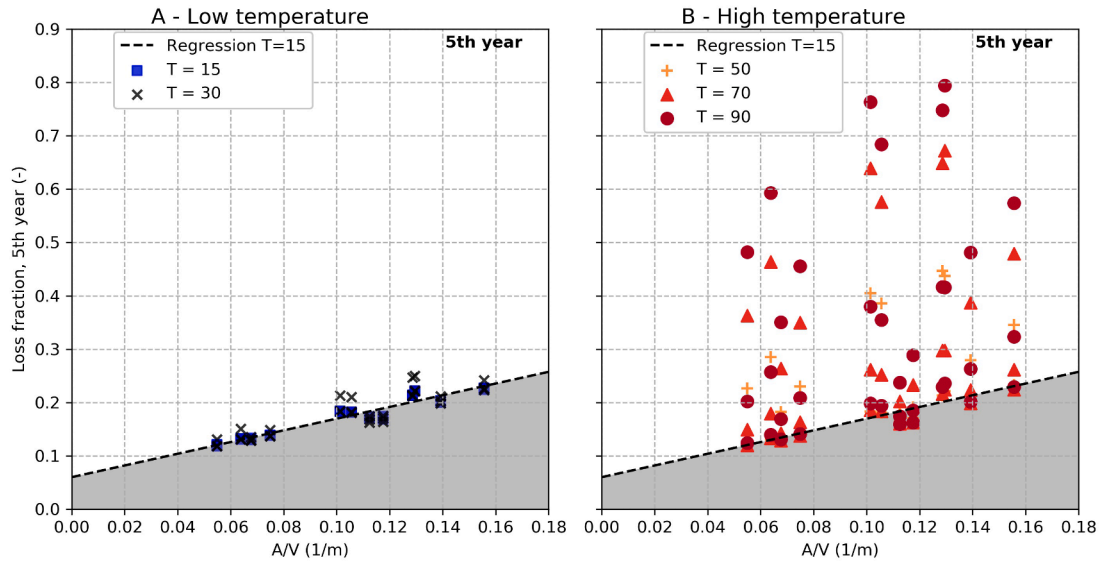 A - Low temperature
0.9
0.8
0.7
0.6
0.5
0.4
0.3
0.2
0.1
0.0
Loss fraction, 5th year (-)
Regression T=15
T = 15
T = 30
5th year
0.00 0.02 0.04 0.06 0.08 0.10 0.12 0.14 0.16 0.18
A/V (1/m)
B - High temperature
Regression T=15
T = 50
T = 70
T = 90
5th year
0.00 0.02 0.04 0.06 0.08 0.10 0.12 0.14 0.16 0.18
A/V (1/m)